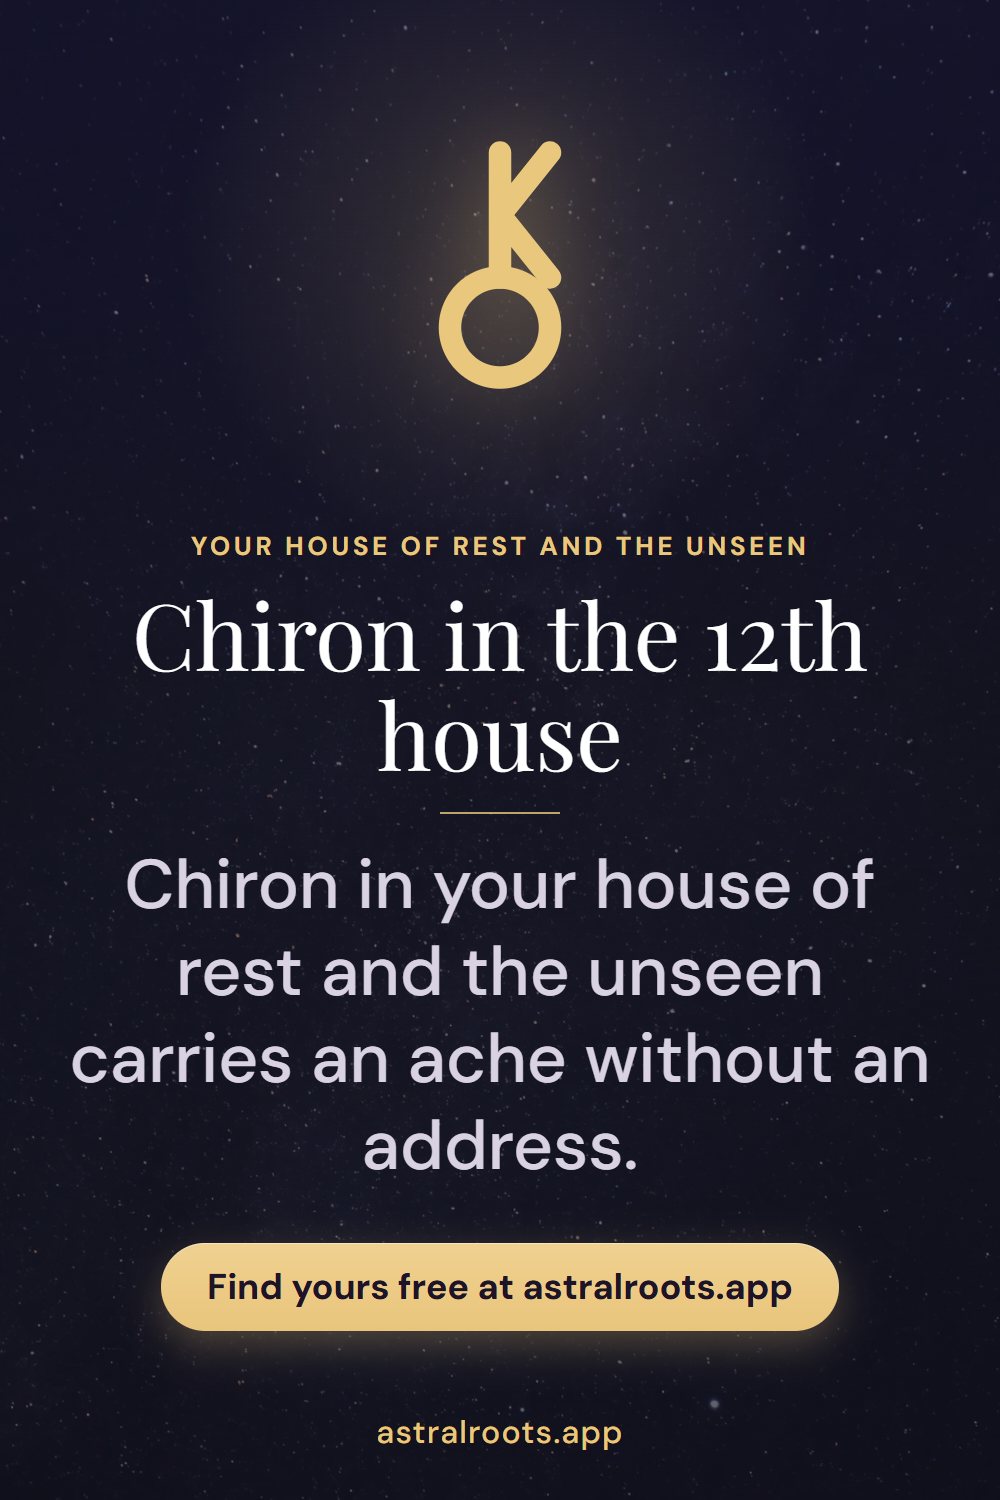 YOUR HOUSE OF REST AND THE UNSEEN
Chiron in the 12th
house
Chiron in your house of
rest and the unseen
carries an ache without an
address.
Find yours free at astralroots.app
astralroots.app